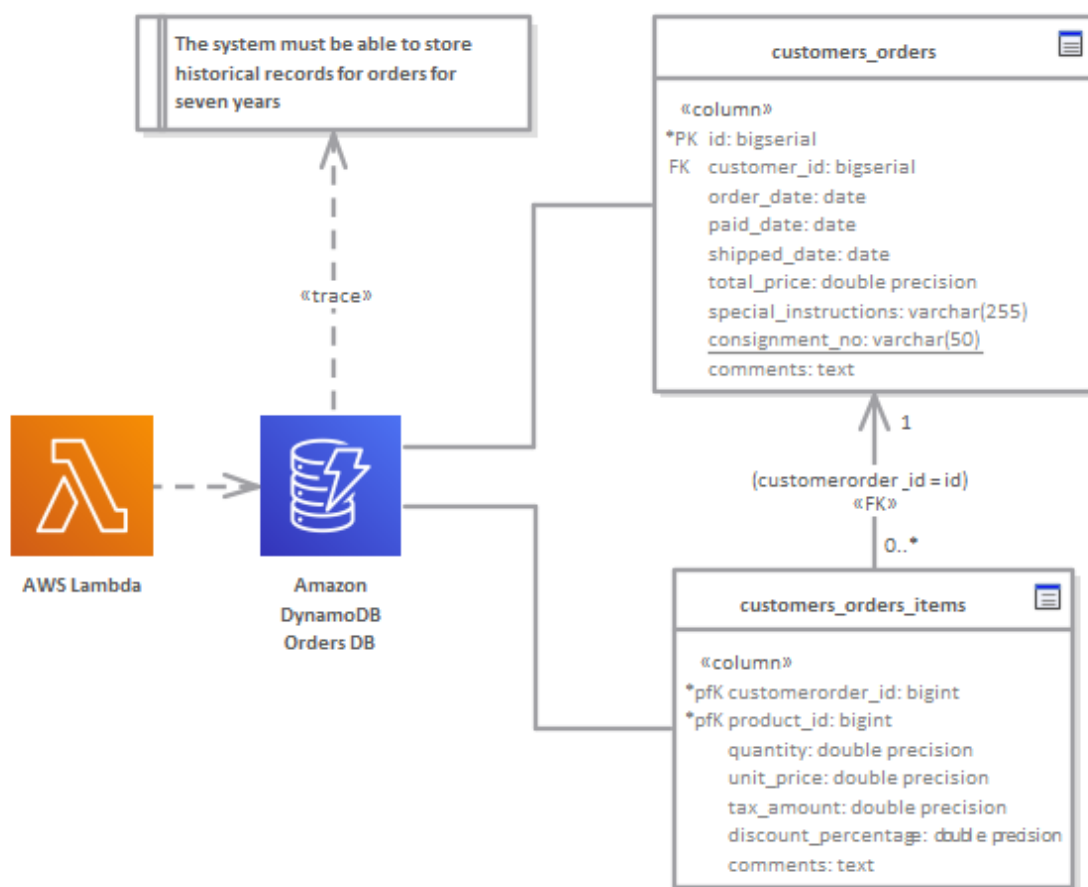 The system must be able to store
historical records for orders for
seven years
customers_orders
«column»
*PK id: bigserial
FK customer_id: bigserial
order_date: date
paid_date: date
shipped_date: date
total_price: double precision
special_instructions: varchar(255)
consignment_no: varchar(50)
comments: text
«trace»
1
(customerorder_id = id)
«FK»
0..*
AWS Lambda
Amazon
DynamoDB
Orders DB
customers_orders_items
«column»
*pfK customerorder_id: bigint
*pfK product_id: bigint
quantity: double precision
unit_price: double precision
tax_amount: double precision
discount_percentage: double precision
comments: text